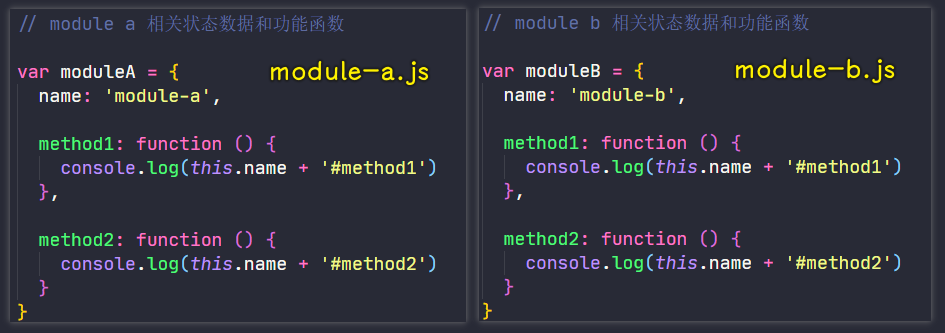 // module a 相关状态数据和功能函数
var moduleA = {
module-a.js
name: 'module-a',
method1: function () {
console.log(this.name + '#method1')
},
method2: function () {
console.log(this.name + '#method2')
}
}
// module b 相关状态数据和功能函数
var moduleB = {
module-b.js
name: 'module-b',
method1: function () {
console.log(this.name + '#method1')
},
method2: function () {
console.log(this.name + '#method2')
}
}